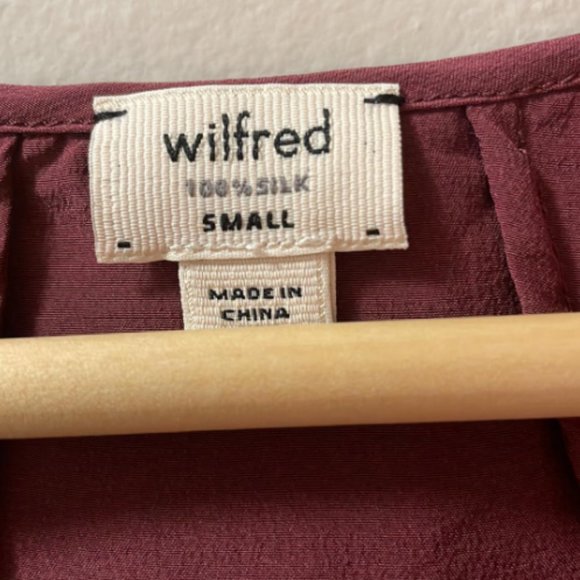 wilfred
100% SILK
SMALL
MADE IN
CHINA